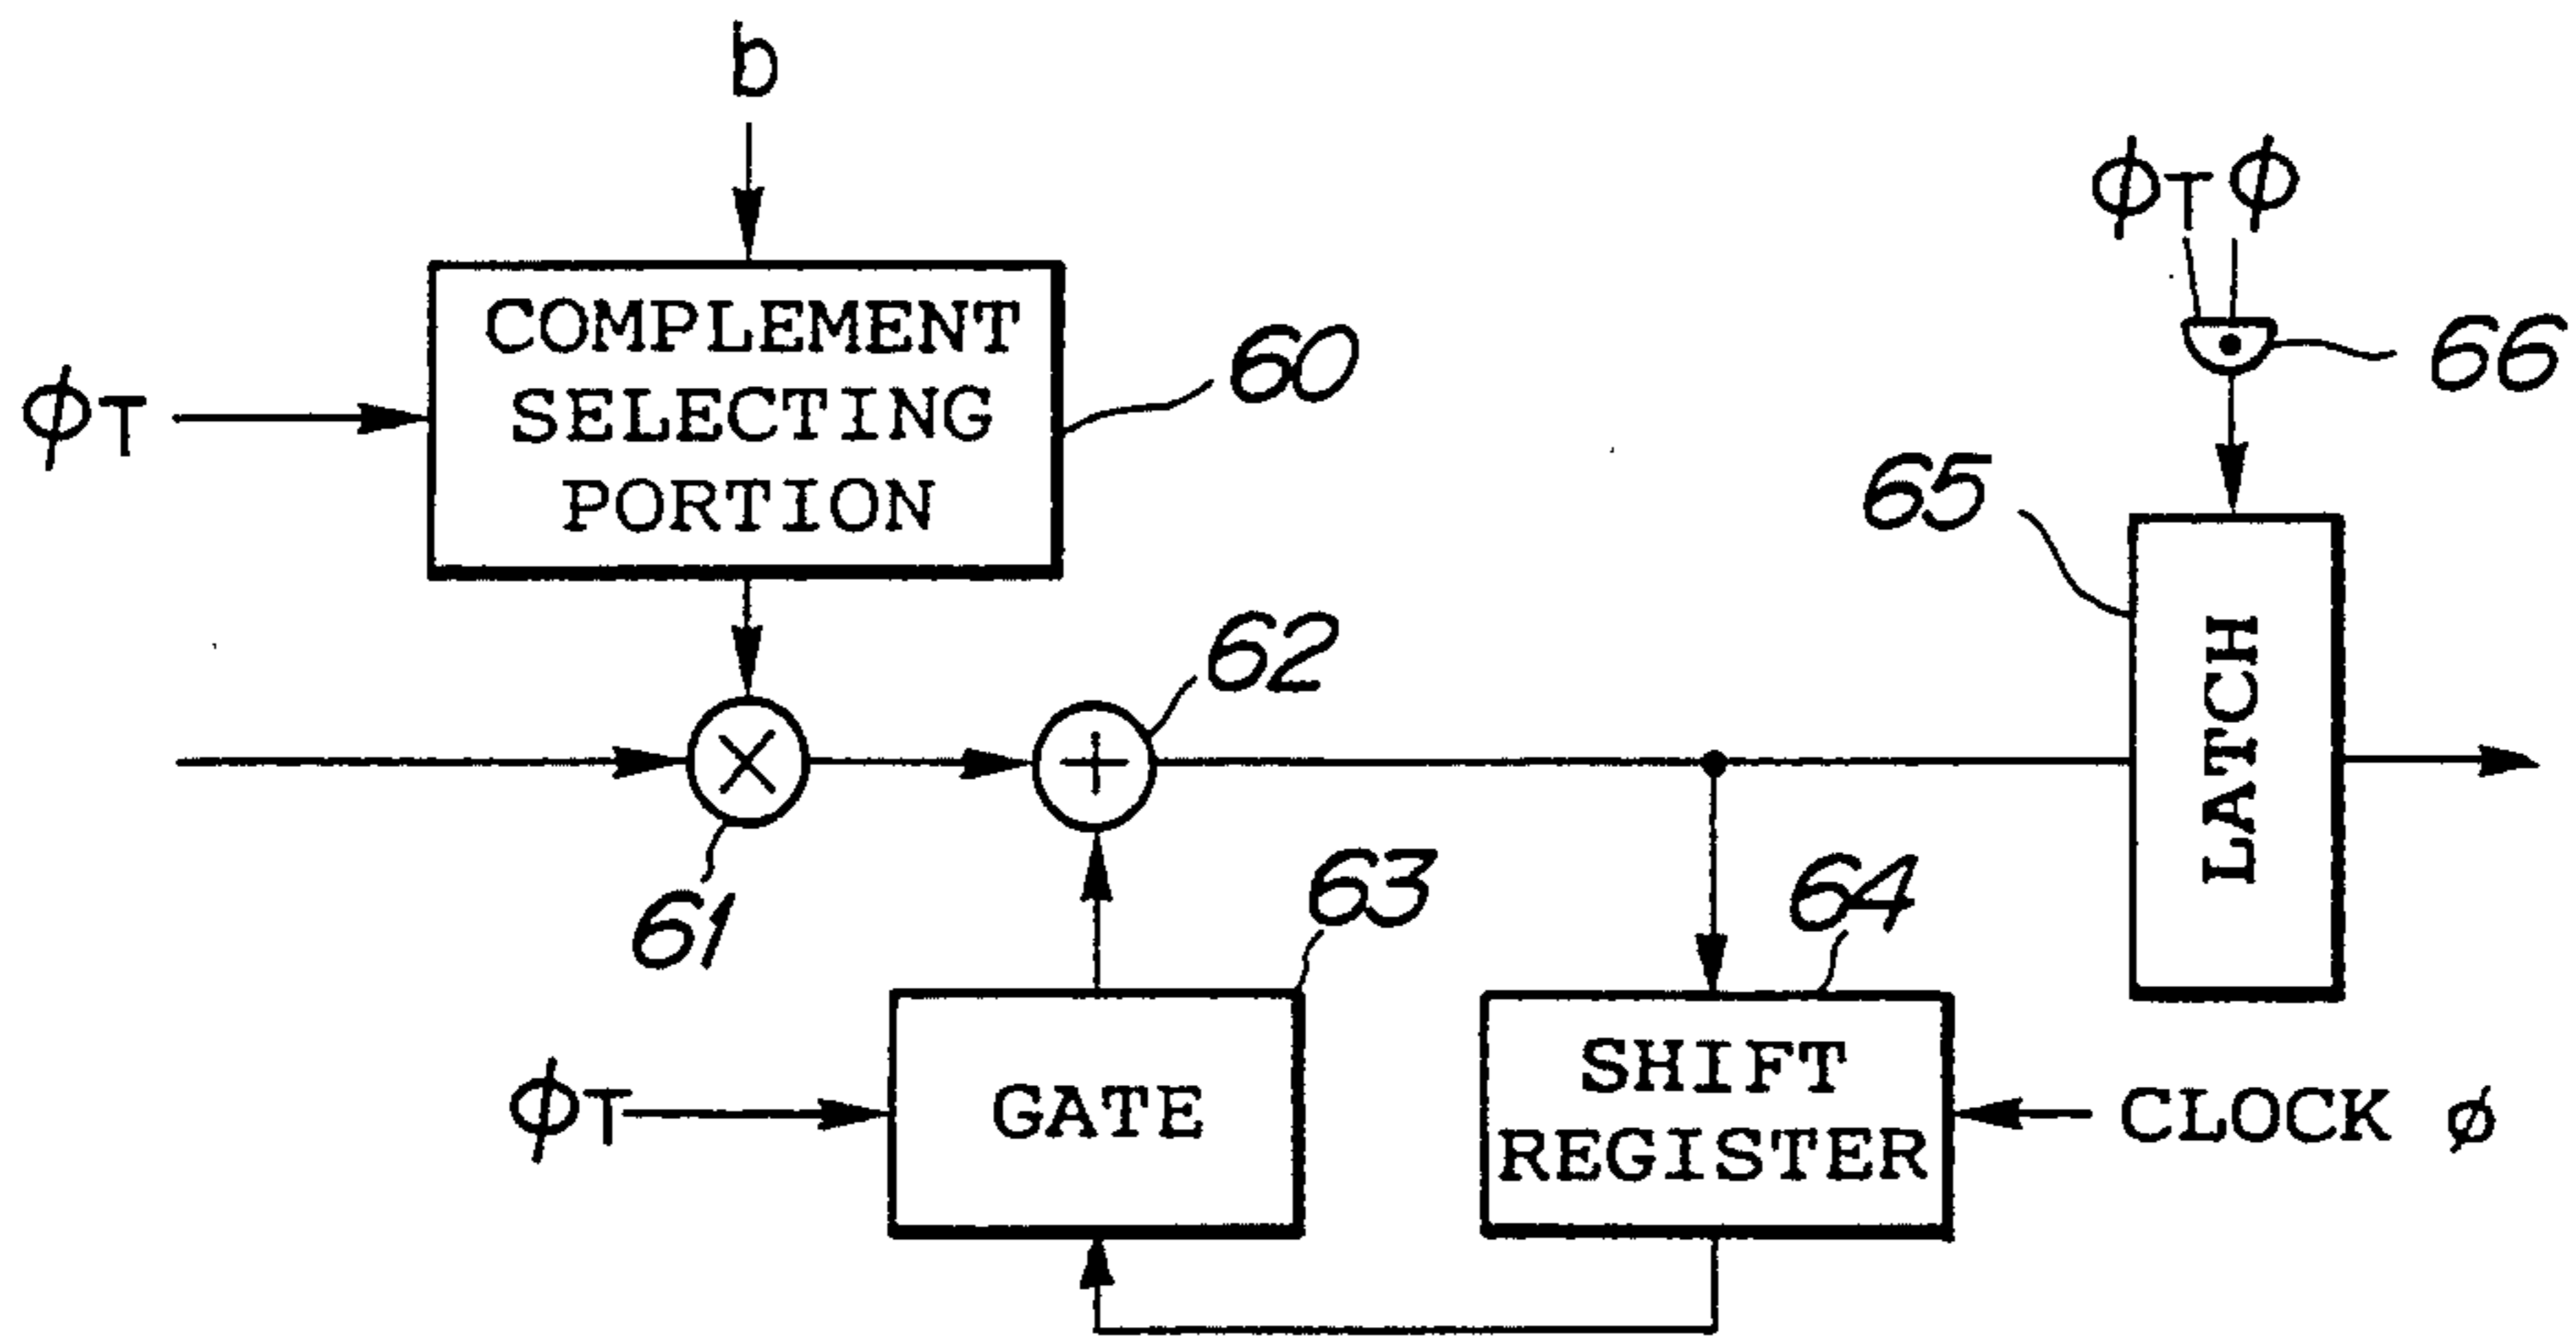 b
ϕT ϕ
COMPLEMENT
SELECTING
PORTION
60
66
ϕT
65
62
LATCH
61
63
64
ϕT
GATE
SHIFT
REGISTER
CLOCK ϕ